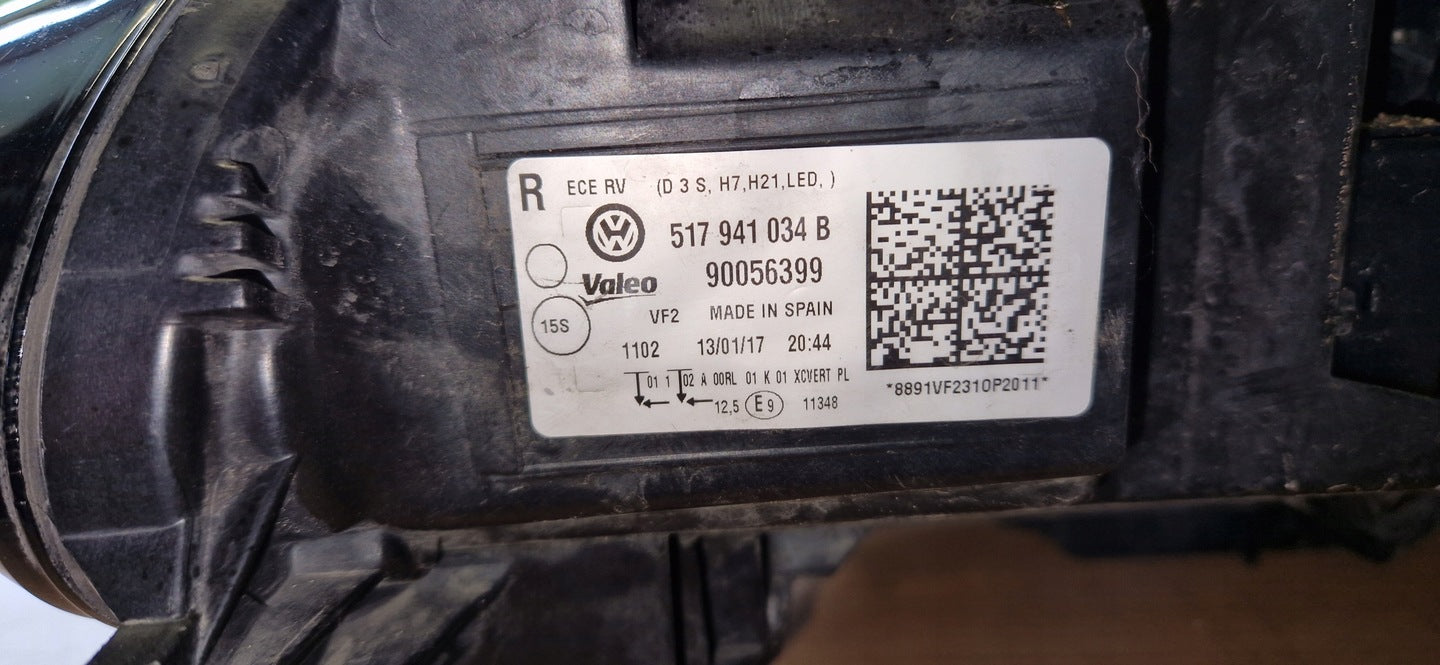 R ECE RV (D 3 S, H7,H21,LED, )
517 941 034 B
Valeo 90056399
15S VF2 MADE IN SPAIN
1102 13/01/17 20:44
01 1 02 A 00RL 01 K 01 XCVERT PL
12,5 E9 11348
*8891VF2310P2011*